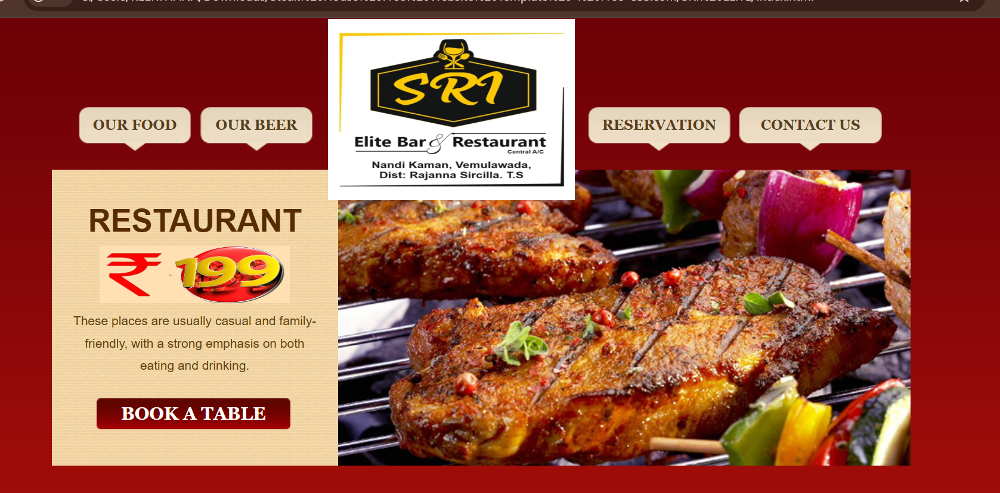 OUR FOOD
OUR BEER
SRI
Elite Bar & Restaurant
Central A/C
Nandi Kaman, Vemulawada,
Dist: Rajanna Sircilla. T.S
RESERVATION
CONTACT US
RESTAURANT
₹ 199
These places are usually casual and family-
friendly, with a strong emphasis on both
eating and drinking.
BOOK A TABLE